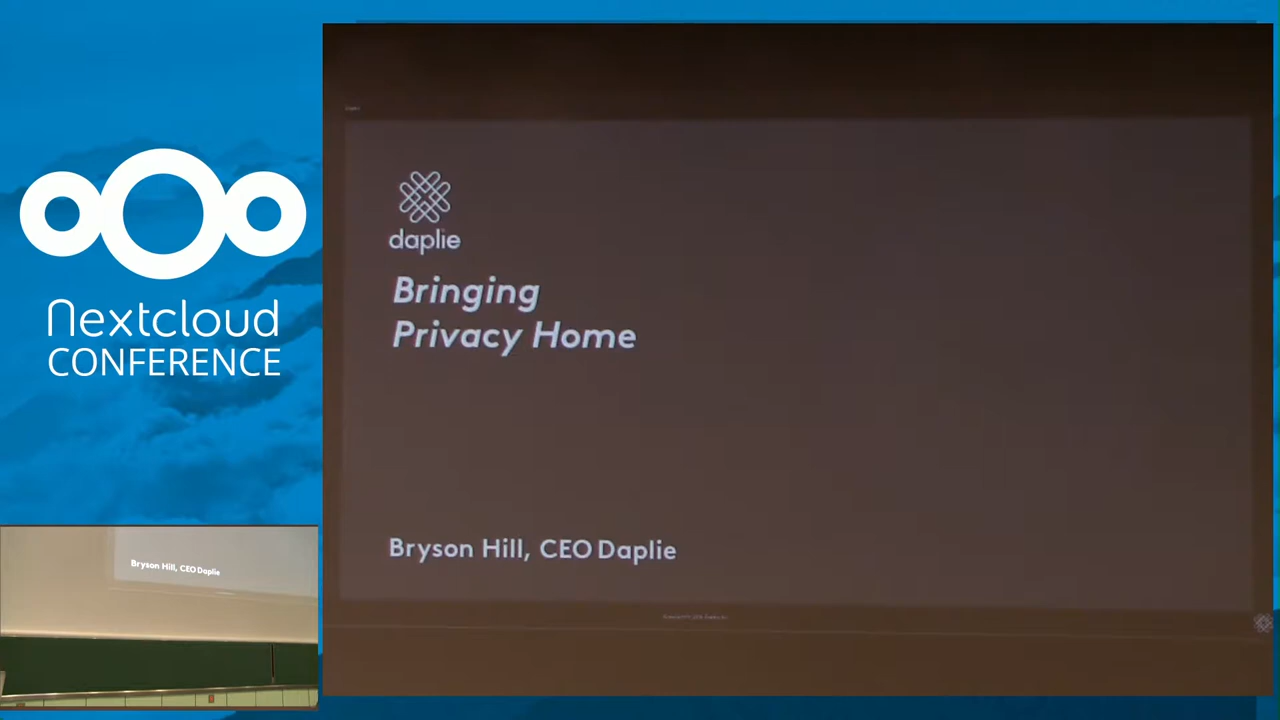 Nextcloud
CONFERENCE
daplie
Bringing
Privacy Home
Bryson Hill, CEO Daplie
Bryson Hill, CEO Daplie